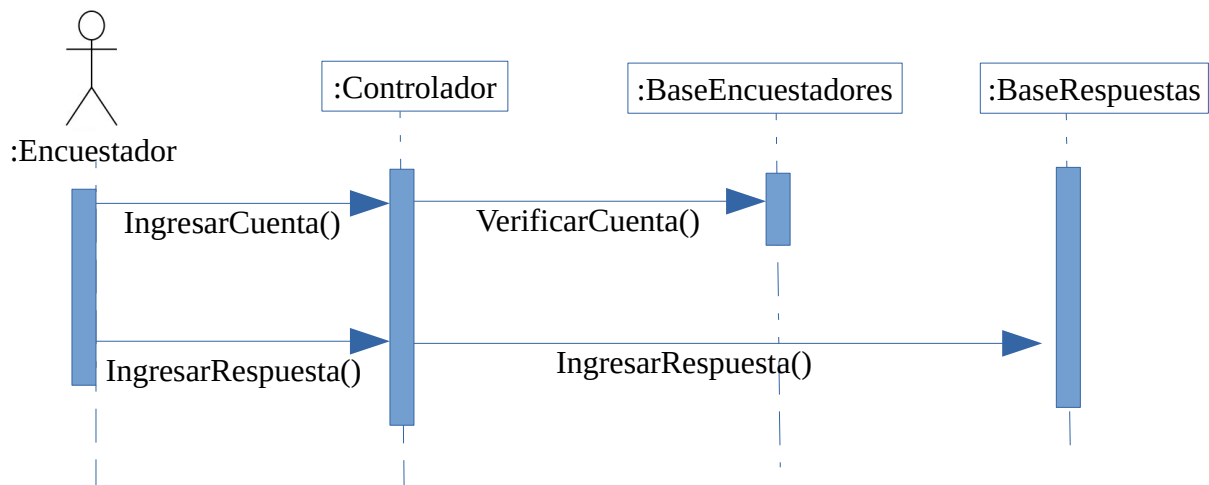 :Controlador
:BaseEncuestadores
:BaseRespuestas
:Encuestador
IngresarCuenta()
VerificarCuenta()
IngresarRespuesta()
IngresarRespuesta()